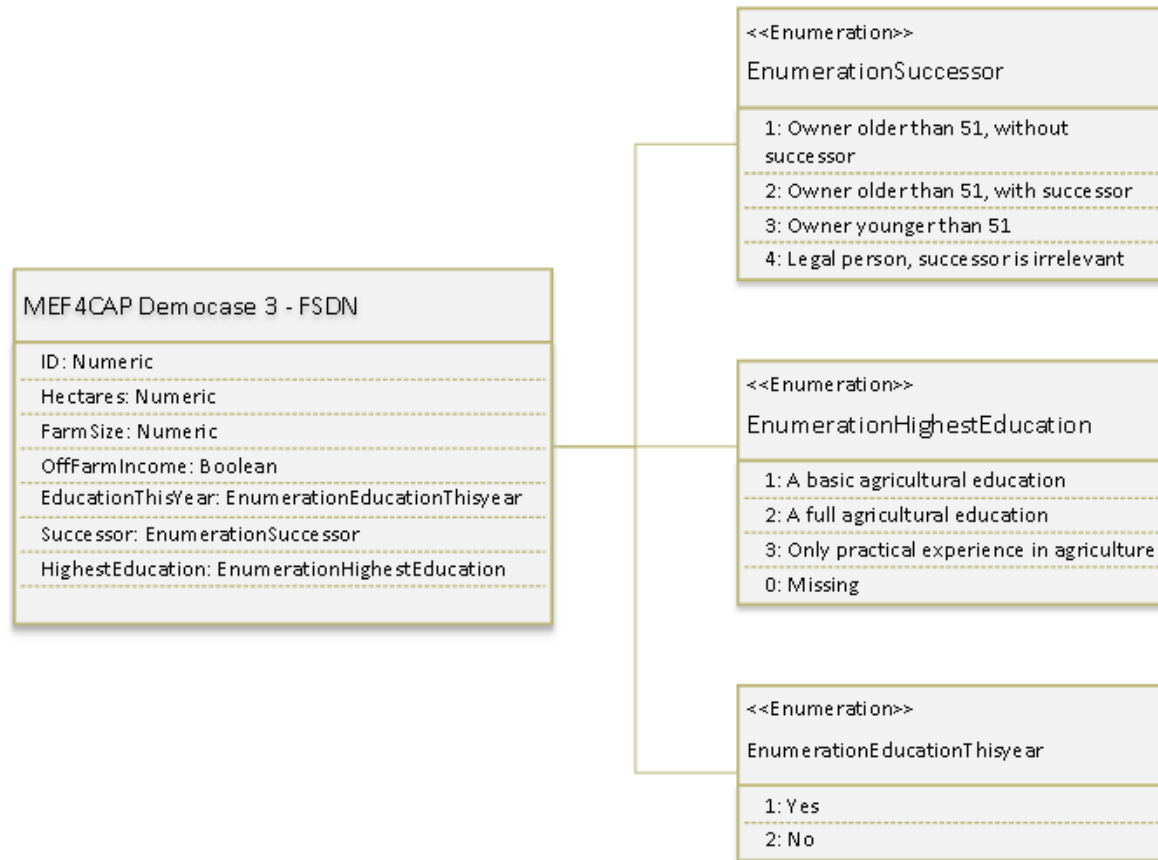 <<Enumeration>>
EnumerationSuccessor
1: Owner older than 51, without
successor
2: Owner older than 51, with successor
3: Owner younger than 51
4: Legal person, successor is irrelevant
MEF4CAP Democase 3 - FSDN
ID: Numeric
Hectares: Numeric
FarmSize: Numeric
OffFarmIncome: Boolean
EducationThisYear: EnumerationEducationThisyear
Successor: EnumerationSuccessor
HighestEducation: EnumerationHighestEducation
<<Enumeration>>
EnumerationHighestEducation
1: A basic agricultural education
2: A full agricultural education
3: Only practical experience in agriculture
0: Missing
<<Enumeration>>
EnumerationEducationThisyear
1: Yes
2: No